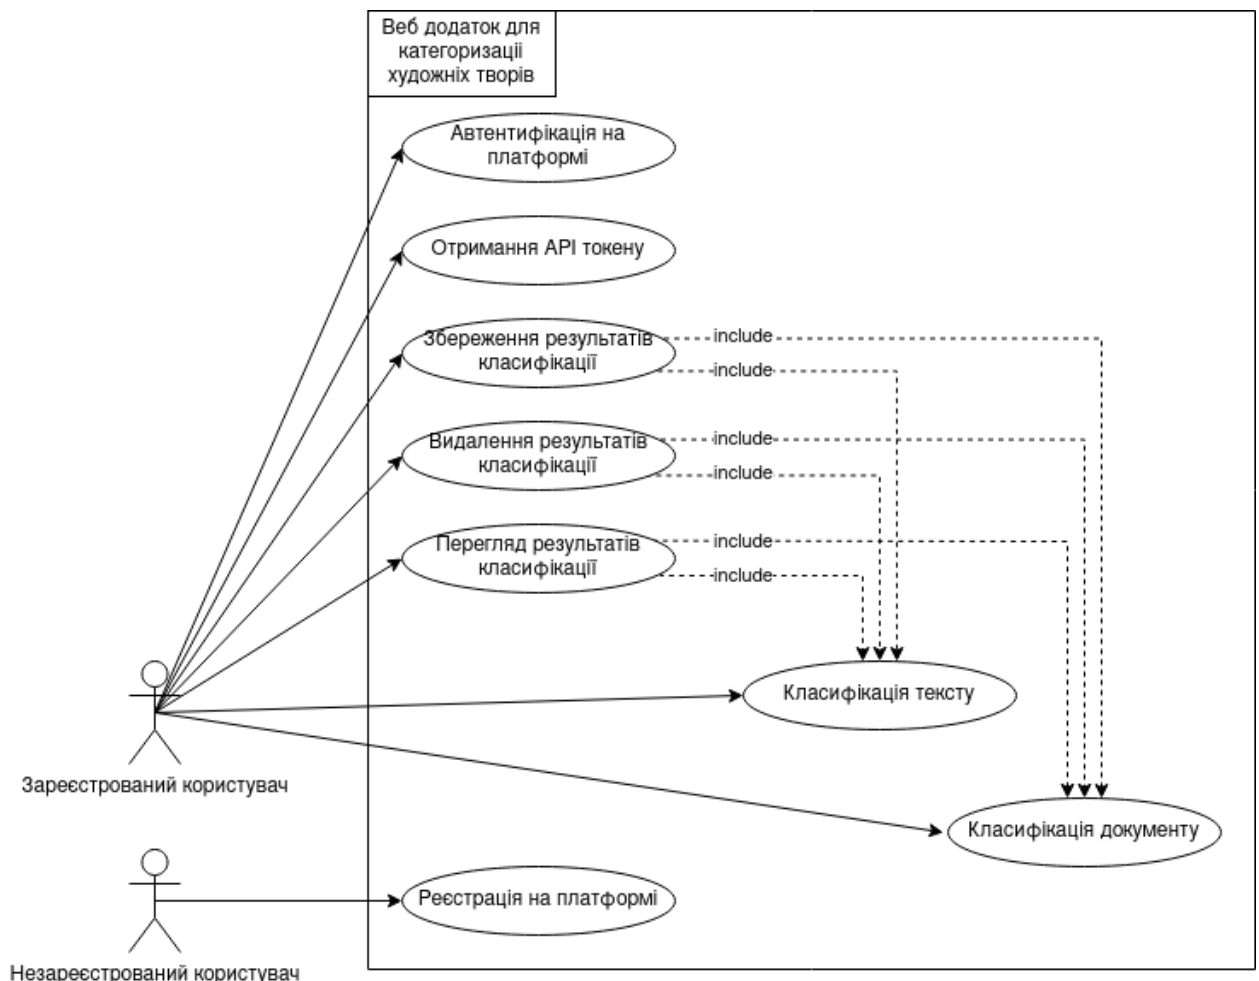 Веб додаток для
категоризації
художніх творів
Автентифікація на
платформі
Отримання API токену
Збереження результатів
класифікації
include
include
Видалення результатів
класифікації
include
include
Перегляд результатів
класифікації
include
include
Класифікація тексту
Зареєстрований користувач
Класифікація документу
Реєстрація на платформі
Незареєстрований користувач